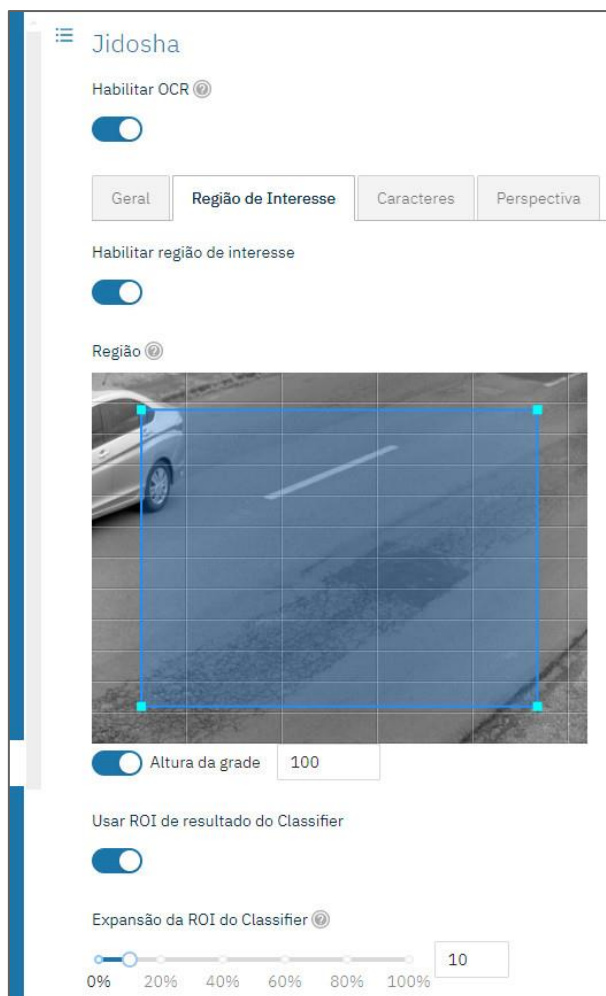 Jidosha
Habilitar OCR
Geral Região de Interesse Caracteres Perspectiva
Habilitar região de interesse
Região
Altura da grade 100
Usar ROI de resultado do Classifier
Expansão da ROI do Classifier
10
0% 20% 40% 60% 80% 100%